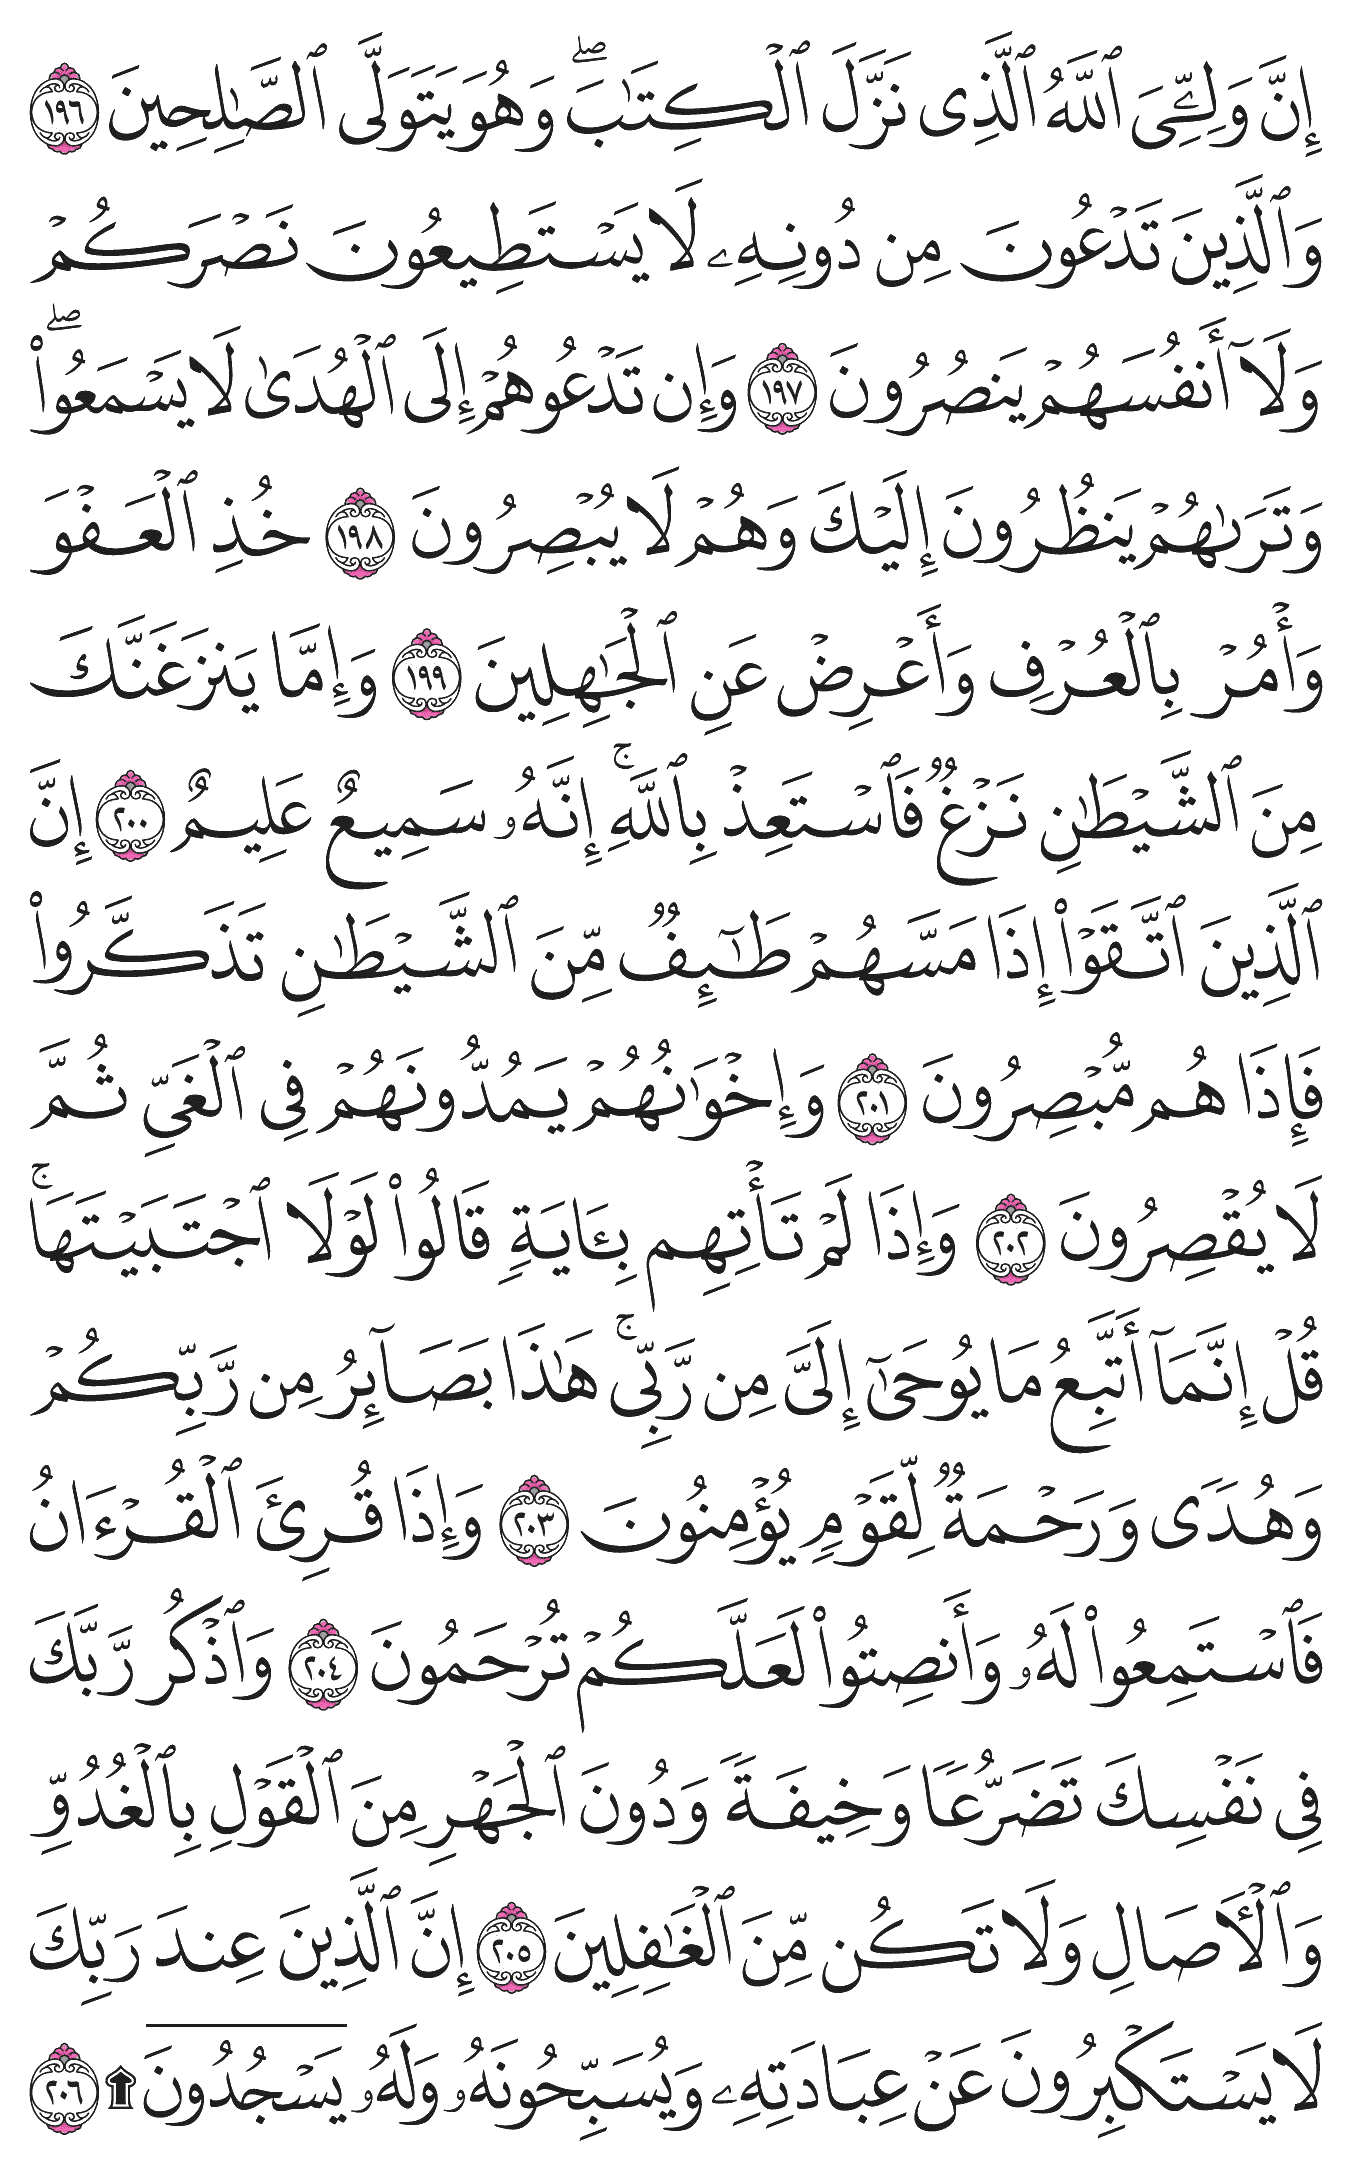 إِنَّ وَلِـِّۧيَ ٱللَّهُ ٱلَّذِى نَزَّلَ ٱلْكِتَـٰبَ ۖ وَهُوَ يَتَوَلَّى ٱلصَّـٰلِحِينَ ١٩٦
وَٱلَّذِينَ تَدْعُونَ مِن دُونِهِۦ لَا يَسْتَطِيعُونَ نَصْرَكُمْ
وَلَآ أَنفُسَهُمْ يَنصُرُونَ ١٩٧ وَإِن تَدْعُوهُمْ إِلَى ٱلْهُدَىٰ لَا يَسْمَعُوا۟ ۖ
وَتَرَىٰهُمْ يَنظُرُونَ إِلَيْكَ وَهُمْ لَا يُبْصِرُونَ ١٩٨ خُذِ ٱلْعَفْوَ
وَأْمُرْ بِٱلْعُرْفِ وَأَعْرِضْ عَنِ ٱلْجَـٰهِلِينَ ١٩٩ وَإِمَّا يَنزَغَنَّكَ
مِنَ ٱلشَّيْطَـٰنِ نَزْغٌ فَٱسْتَعِذْ بِٱللَّهِ ۚ إِنَّهُۥ سَمِيعٌ عَلِيمٌ ٢٠٠ إِنَّ
ٱلَّذِينَ ٱتَّقَوْا۟ إِذَا مَسَّهُمْ طَـٰٓئِفٌ مِّنَ ٱلشَّيْطَـٰنِ تَذَكَّرُوا۟
فَإِذَا هُم مُّبْصِرُونَ ٢٠١ وَإِخْوَٰنُهُمْ يَمُدُّونَهُمْ فِى ٱلْغَىِّ ثُمَّ
لَا يُقْصِرُونَ ٢٠٢ وَإِذَا لَمْ تَأْتِهِم بِـَٔايَةٍ قَالُوا۟ لَوْلَا ٱجْتَبَيْتَهَا ۚ
قُلْ إِنَّمَآ أَتَّبِعُ مَا يُوحَىٰٓ إِلَىَّ مِن رَّبِّى ۚ هَـٰذَا بَصَآئِرُ مِن رَّبِّكُمْ
وَهُدًى وَرَحْمَةٌ لِّقَوْمٍ يُؤْمِنُونَ ٢٠٣ وَإِذَا قُرِئَ ٱلْقُرْءَانُ
فَٱسْتَمِعُوا۟ لَهُۥ وَأَنصِتُوا۟ لَعَلَّكُمْ تُرْحَمُونَ ٢٠٤ وَٱذْكُر رَّبَّكَ
فِى نَفْسِكَ تَضَرُّعًا وَخِيفَةً وَدُونَ ٱلْجَهْرِ مِنَ ٱلْقَوْلِ بِٱلْغُدُوِّ
وَٱلْـَٔاصَالِ وَلَا تَكُن مِّنَ ٱلْغَـٰفِلِينَ ٢٠٥ إِنَّ ٱلَّذِينَ عِندَ رَبِّكَ
لَا يَسْتَكْبِرُونَ عَنْ عِبَادَتِهِۦ وَيُسَبِّحُونَهُۥ وَلَهُۥ يَسْجُدُونَ ۩ ٢٠٦